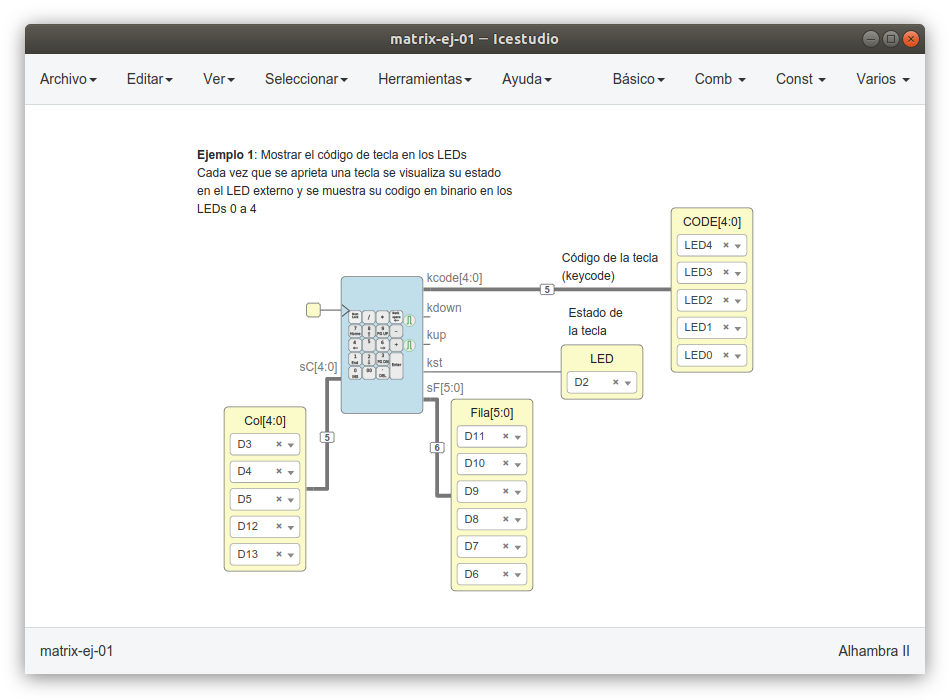 matrix-ej-01 – Icestudio
Archivo Editar Ver Seleccionar Herramientas Ayuda Básico Comb Const Varios
Ejemplo 1: Mostrar el código de tecla en los LEDs
Cada vez que se aprieta una tecla se visualiza su estado
en el LED externo y se muestra su codigo en binario en los
LEDs 0 a 4
CODE[4:0]
LED4
LED3
LED2
LED1
LED0
Código de la tecla
(keycode)
kcode[4:0]
5
kdown
Estado de
la tecla
kup
kst
LED
D2
sC[4:0]
sF[5:0]
5
6
Col[4:0]
D3
D4
D5
D12
D13
Fila[5:0]
D11
D10
D9
D8
D7
D6
matrix-ej-01
Alhambra II